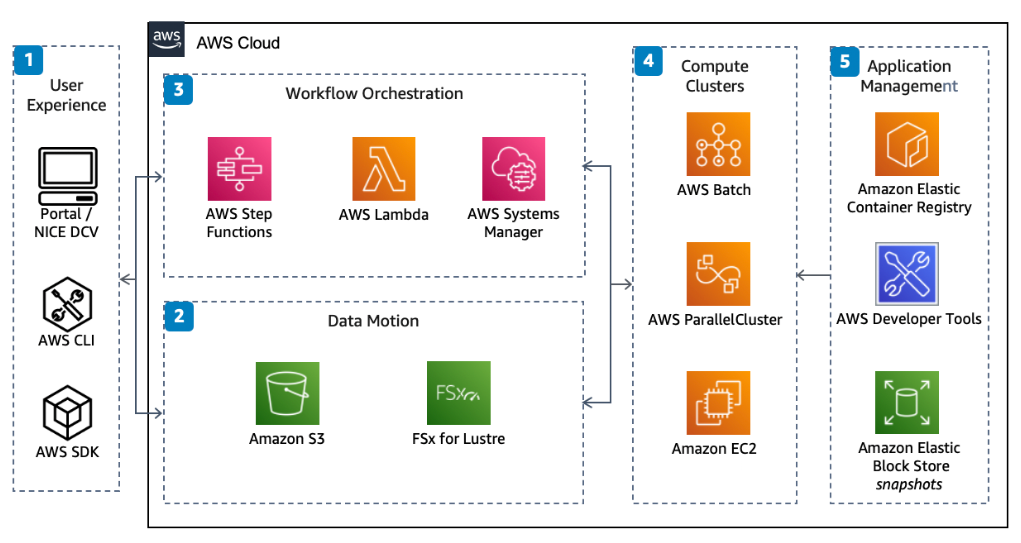 aws
AWS Cloud
1
User
Experience
Portal /
NICE DCV
AWS CLI
AWS SDK
3
Workflow Orchestration
AWS Step
Functions
AWS Lambda
AWS Systems
Manager
2
Data Motion
Amazon S3
FSx
FSx for Lustre
4
Compute
Clusters
AWS Batch
AWS ParallelCluster
Amazon EC2
5
Application
Management
Amazon Elastic
Container Registry
AWS Developer Tools
Amazon Elastic
Block Store
snapshots